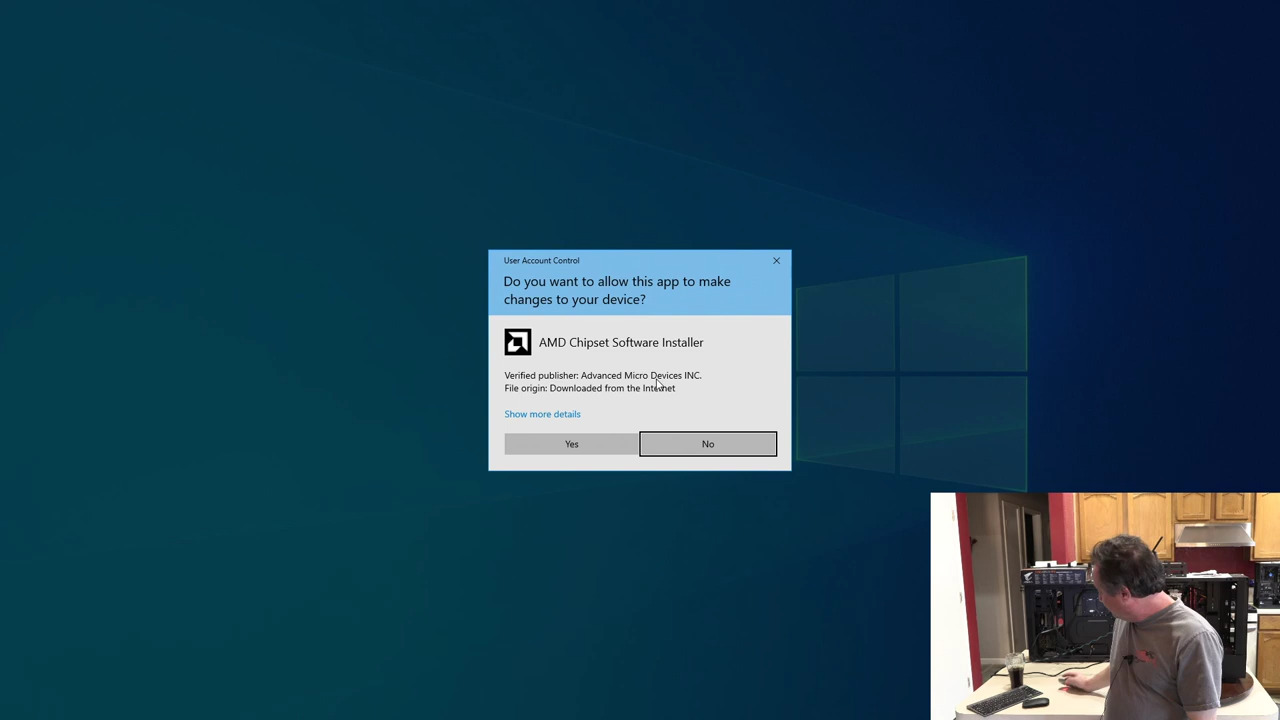 User Account Control
Do you want to allow this app to make
changes to your device?
AMD Chipset Software Installer
Verified publisher: Advanced Micro Devices INC.
File origin: Downloaded from the Internet
Show more details
Yes
No